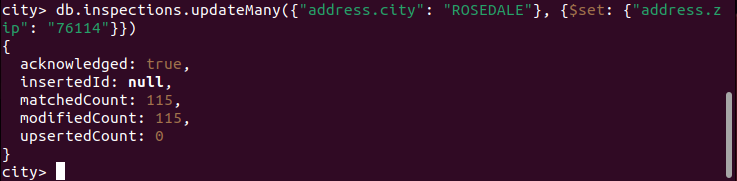 city> db.inspections.updateMany({"address.city": "ROSEDALE"}, {$set: {"address.z
ip": "76114"}})
{
  acknowledged: true,
  insertedId: null,
  matchedCount: 115,
  modifiedCount: 115,
  upsertedCount: 0
}
city>